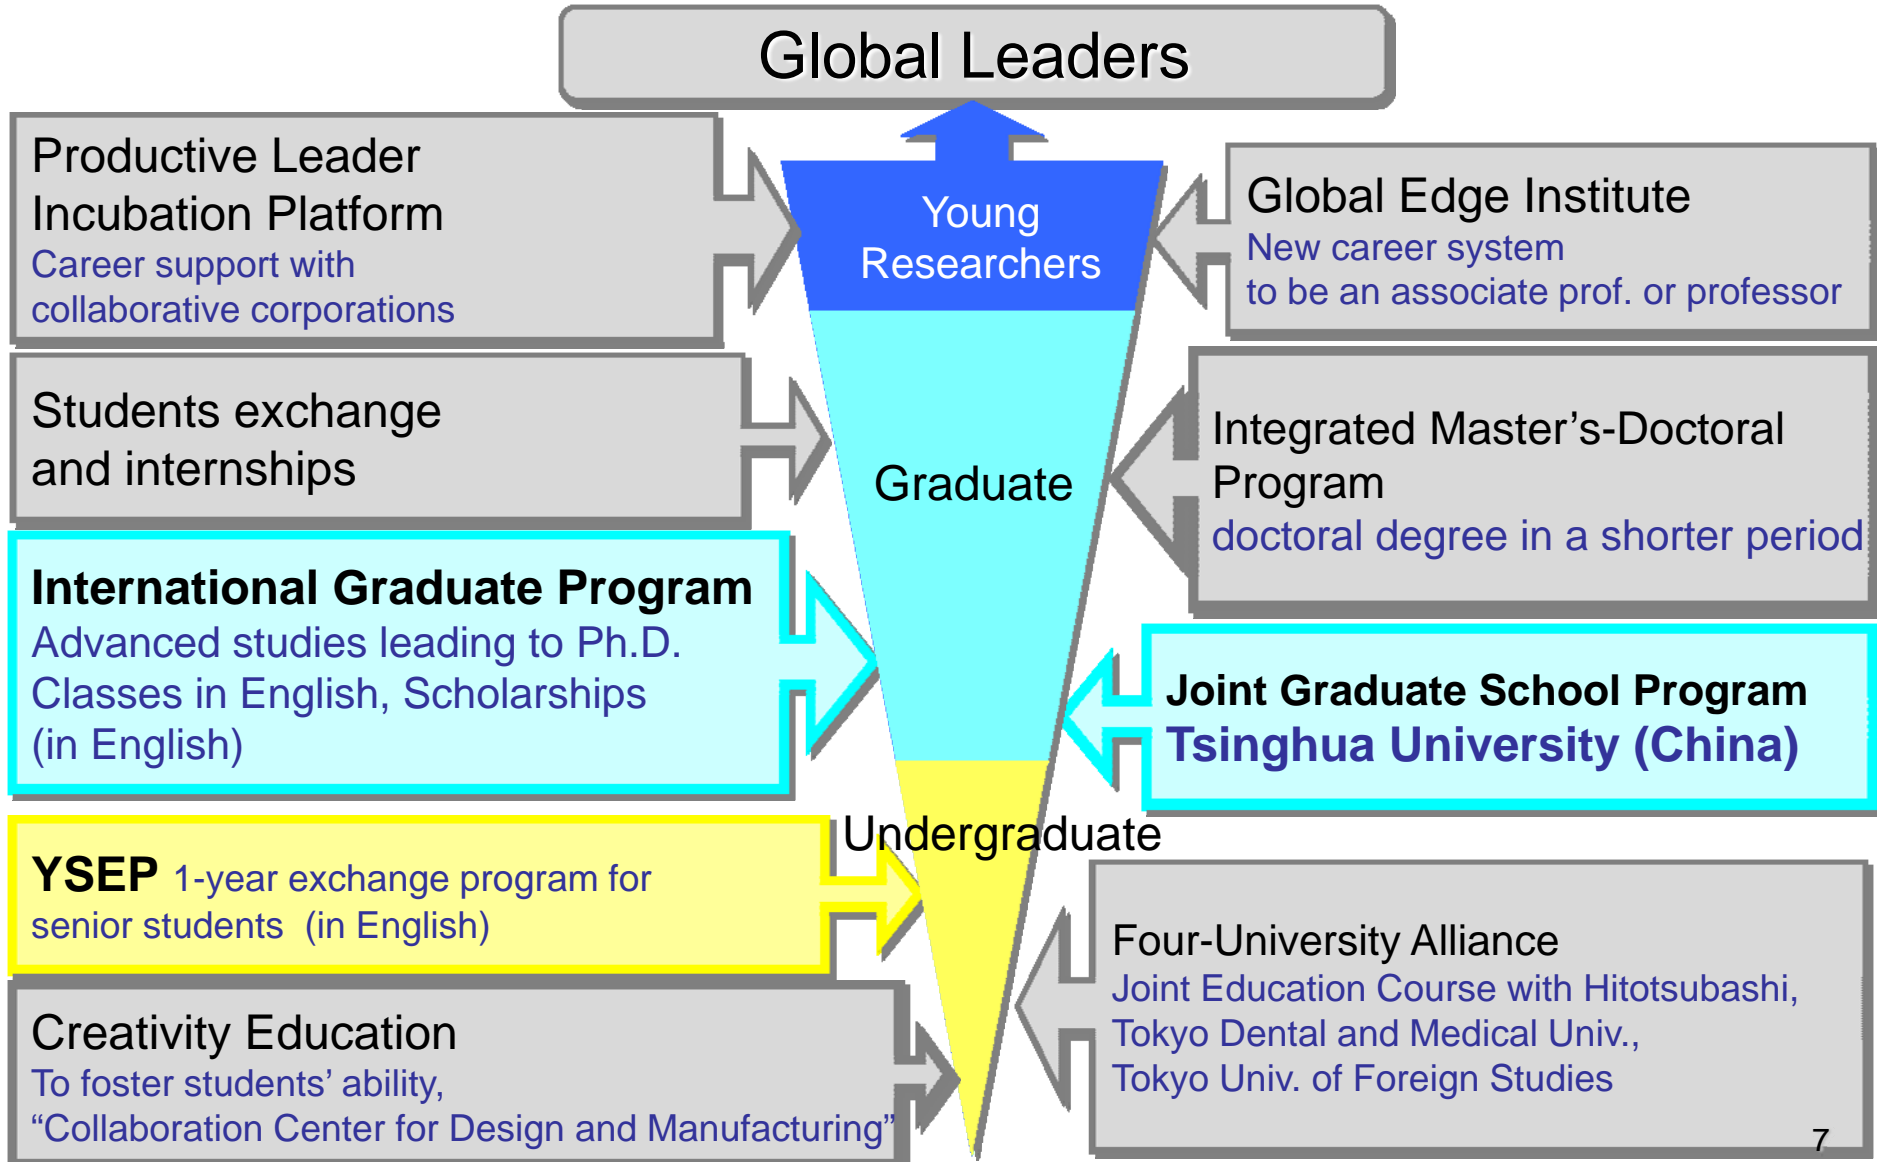 Global Leaders
Productive Leader
Incubation Platform
Career support with
collaborative corporations
Young
Researchers
Global Edge Institute
New career system
to be an associate prof. or professor
Students exchange
and internships
Graduate
Integrated Master’s-Doctoral
Program
doctoral degree in a shorter period
International Graduate Program
Advanced studies leading to Ph.D.
Classes in English, Scholarships
(in English)
Joint Graduate School Program
Tsinghua University (China)
Undergraduate
YSEP 1-year exchange program for
senior students (in English)
Four-University Alliance
Joint Education Course with Hitotsubashi,
Tokyo Dental and Medical Univ.,
Tokyo Univ. of Foreign Studies
Creativity Education
To foster students’ ability,
“Collaboration Center for Design and Manufacturing”
7